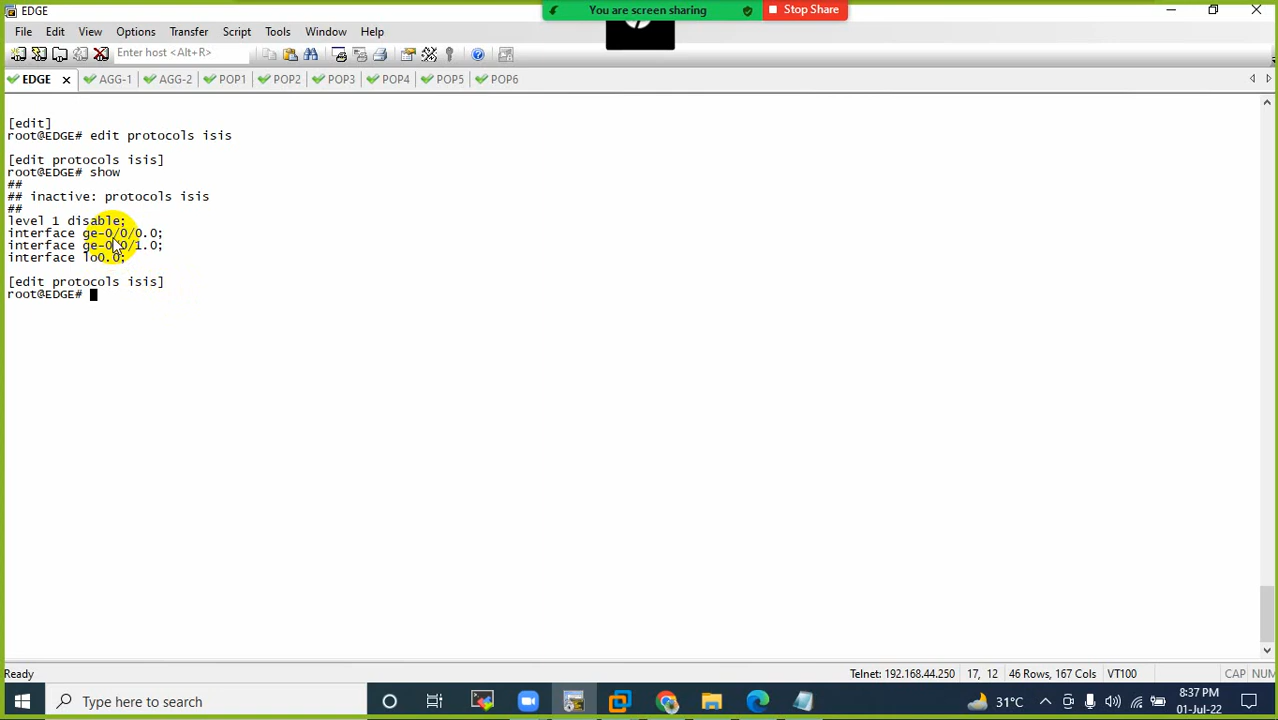 EDGE
You are screen sharing
Stop Share
File Edit View Options Transfer Script Tools Window Help
Enter host <Alt+R>
EDGE AGG-1 AGG-2 POP1 POP2 POP3 POP4 POP5 POP6
[edit]
root@EDGE# edit protocols isis
[edit protocols isis]
root@EDGE# show
##
## inactive: protocols isis
##
level 1 disable;
interface ge-0/0/0.0;
interface ge-0/0/1.0;
interface lo0.0;
[edit protocols isis]
root@EDGE#
Ready Telnet: 192.168.44.250 17, 12 46 Rows, 167 Cols VT100 CAP NUM
Type here to search 31°C 8:37 PM
01-Jul-22